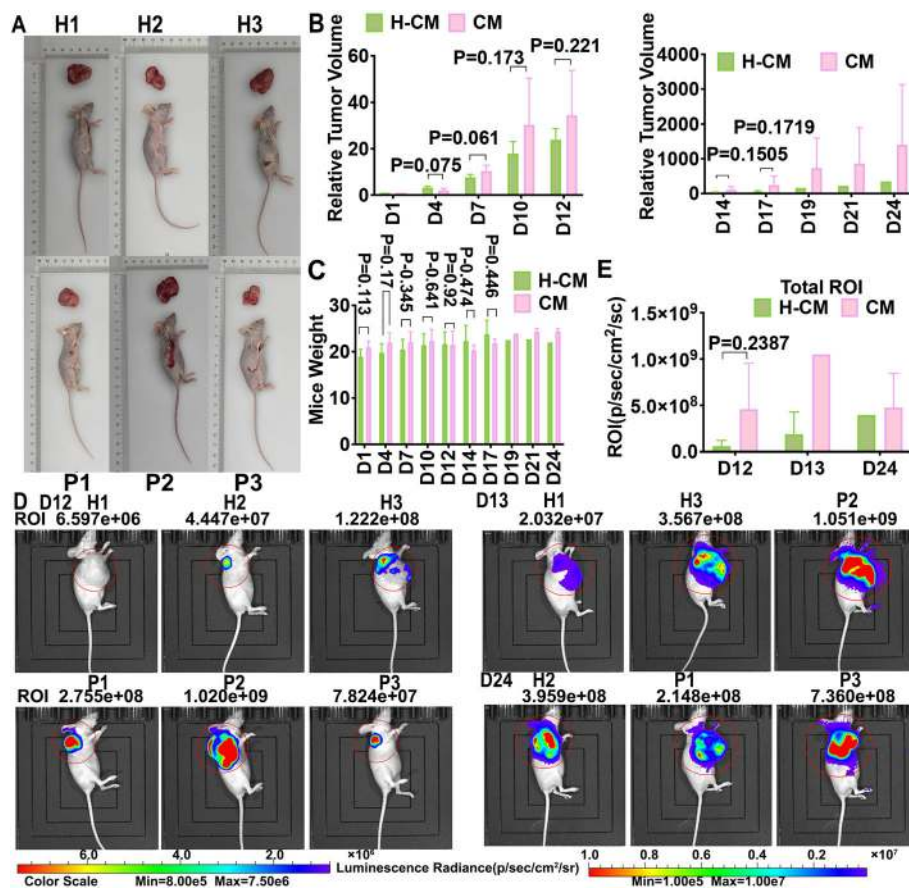 A H1 H2 H3
P1 P2 P3
B H-CM CM
Relative Tumor Volume
60
40
20
0
P=0.075
P=0.061
P=0.173
P=0.221
D1 D4 D7 D10 D12
H-CM CM
Relative Tumor Volume
4000
3000
2000
1000
0
P=0.1505
P=0.1719
D14 D17 D19 D21 D24
C
Mice Weight
40
20
0
P=0.113
P=0.17
P-0.345
P-0.641
P=0.92
P-0.474
P=0.446
H-CM
CM
D1 D4 D7 D10 D12 D14 D17 D19 D21 D24
E
Total ROI
H-CM CM
ROI(p/sec/cm²/sc)
1.5×10⁹
1.0×10⁹
5.0×10⁸
0
P=0.2387
D12 D13 D24
D D12 H1 H2 H3
ROI 6.597e+06 4.447e+07 1.222e+08
D13 H1 H3 P2
2.032e+07 3.567e+08 1.051e+09
P1 P2 P3
ROI 2.755e+08 1.020e+09 7.824e+07
D24 H2 P1 P3
3.959e+08 2.148e+08 7.360e+08
6.0 4.0 2.0 ×10⁶
Color Scale Min=8.00e5 Max=7.50e6
Luminescence Radiance(p/sec/cm²/sr)
1.0 0.8 0.6 0.4 0.2 ×10⁷
Min=1.00e5 Max=1.00e7